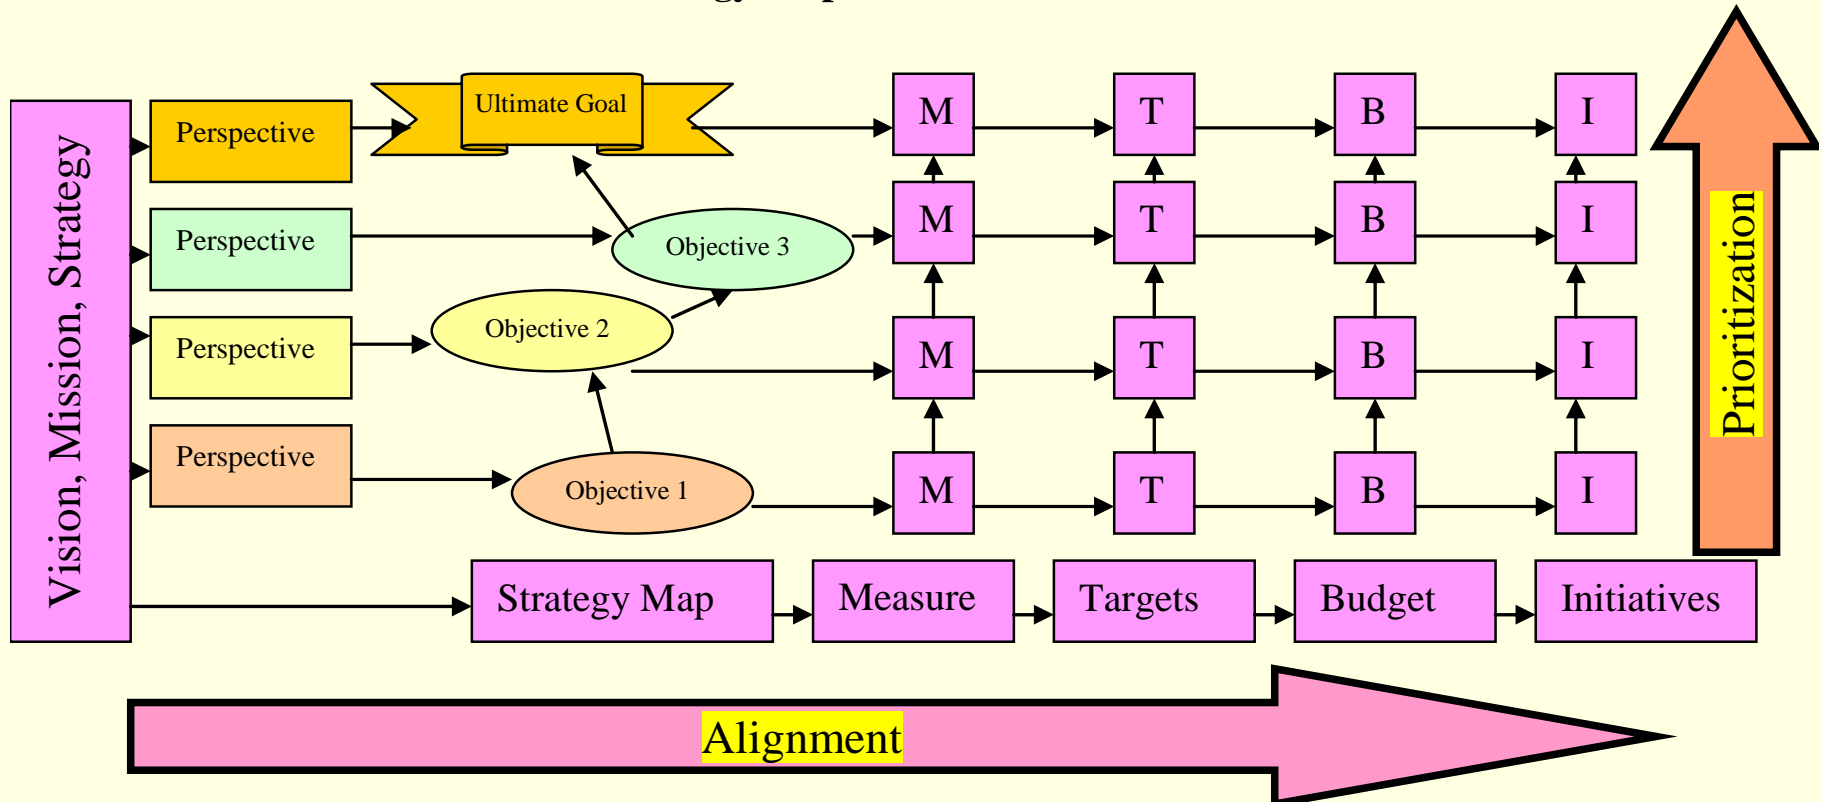 Vision, Mission, Strategy
Perspective
Ultimate Goal
M
T
B
I
Perspective
Objective 3
M
T
B
I
Perspective
Objective 2
M
T
B
I
Perspective
Objective 1
M
T
B
I
Prioritization
Strategy Map
Measure
Targets
Budget
Initiatives
Alignment